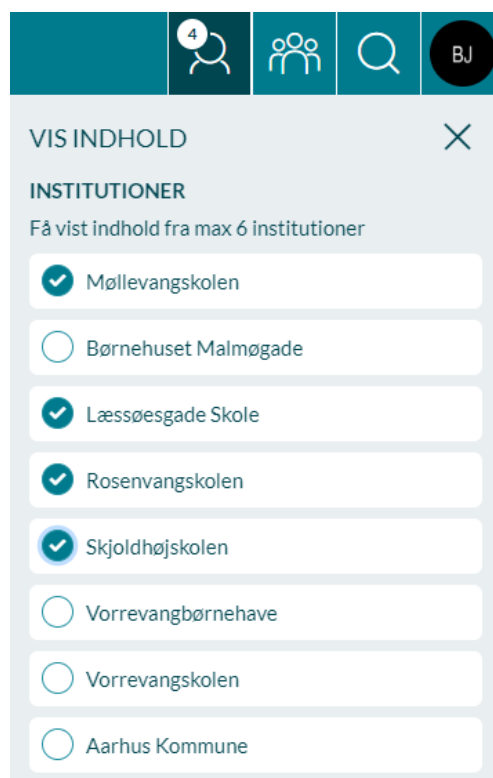 4
BJ
VIS INDHOLD
INSTITUTIONER
Få vist indhold fra max 6 institutioner
Møllevangskolen
Børnehuset Malmøgade
Læssøesgade Skole
Rosenvangskolen
Skjoldhøjskolen
Vorrevangbørnehave
Vorrevangskolen
Aarhus Kommune